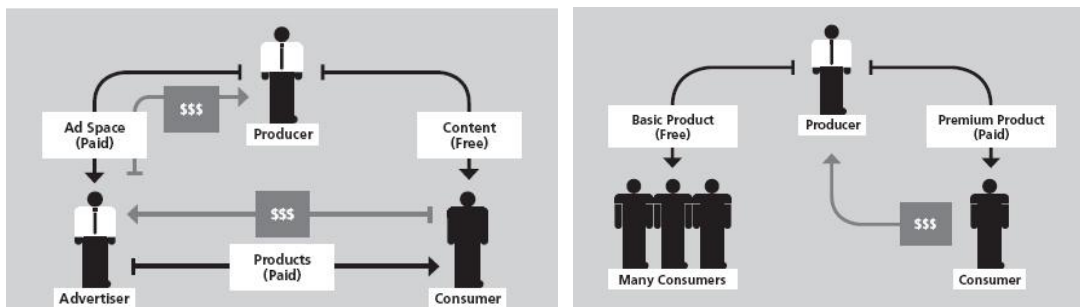 $$$
Producer
Ad Space
(Paid)
Content
(Free)
$$$
Products
(Paid)
Advertiser
Consumer
Producer
Basic Product
(Free)
Premium Product
(Paid)
$$$
Many Consumers
Consumer